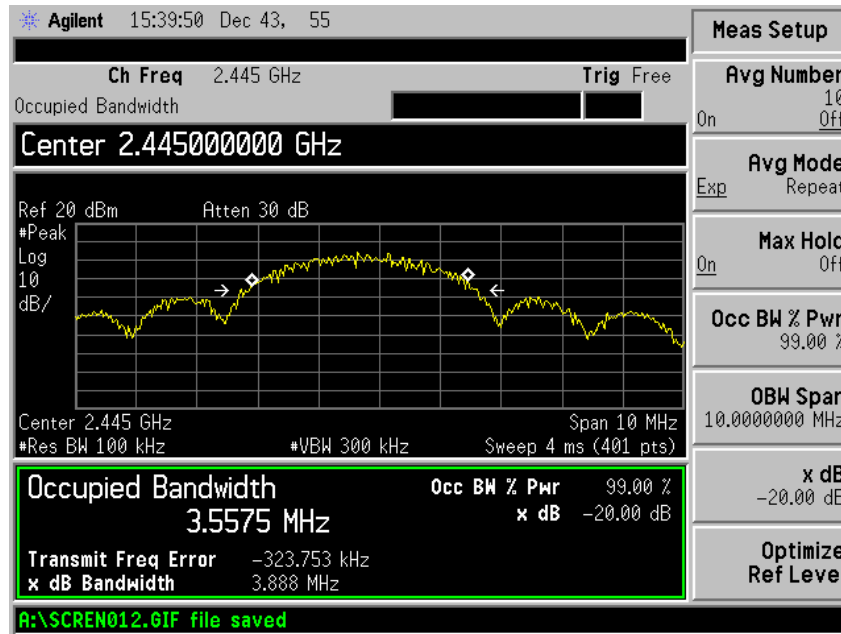 Agilent 15:39:50 Dec 43, 55
Ch Freq 2.445 GHz Trig Free
Occupied Bandwidth
Center 2.445000000 GHz
Ref 20 dBm Atten 30 dB
#Peak
Log
10
dB/
Center 2.445 GHz Span 10 MHz
#Res BW 100 kHz #VBW 300 kHz Sweep 4 ms (401 pts)
Occupied Bandwidth
3.5575 MHz
Occ BW % Pwr 99.00 %
x dB -20.00 dB
Transmit Freq Error -323.753 kHz
x dB Bandwidth 3.888 MHz
A:\SCREN012.GIF file saved
Meas Setup
Avg Number
10
On Off
Avg Mode
Exp Repeat
Max Hold
On Off
Occ BW % Pwr
99.00 %
OBW Span
10.0000000 MHz
x dB
-20.00 dB
Optimize
Ref Level